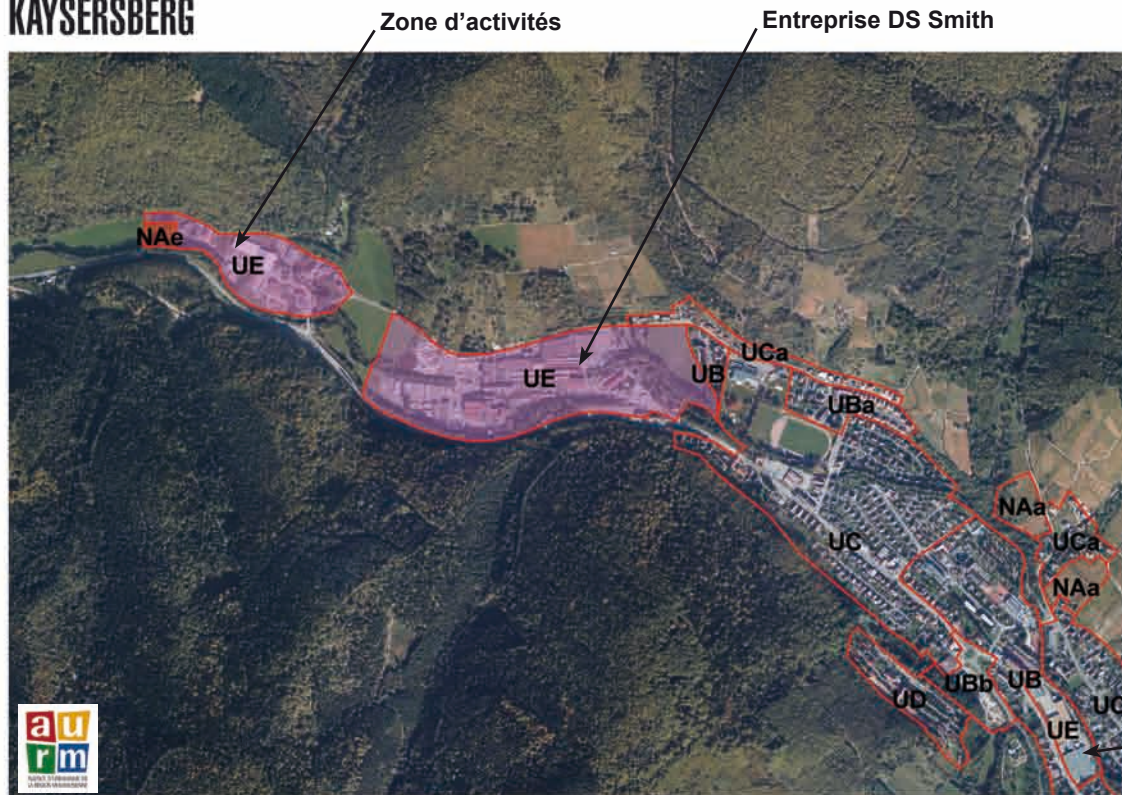 KAYSERSBERG
Zone d'activités
Entreprise DS Smith
NAe
UE
UE
UB
UCa
UBa
NAa
UCa
UC
NAa
UD
UBb
UB
UE
a u
r m